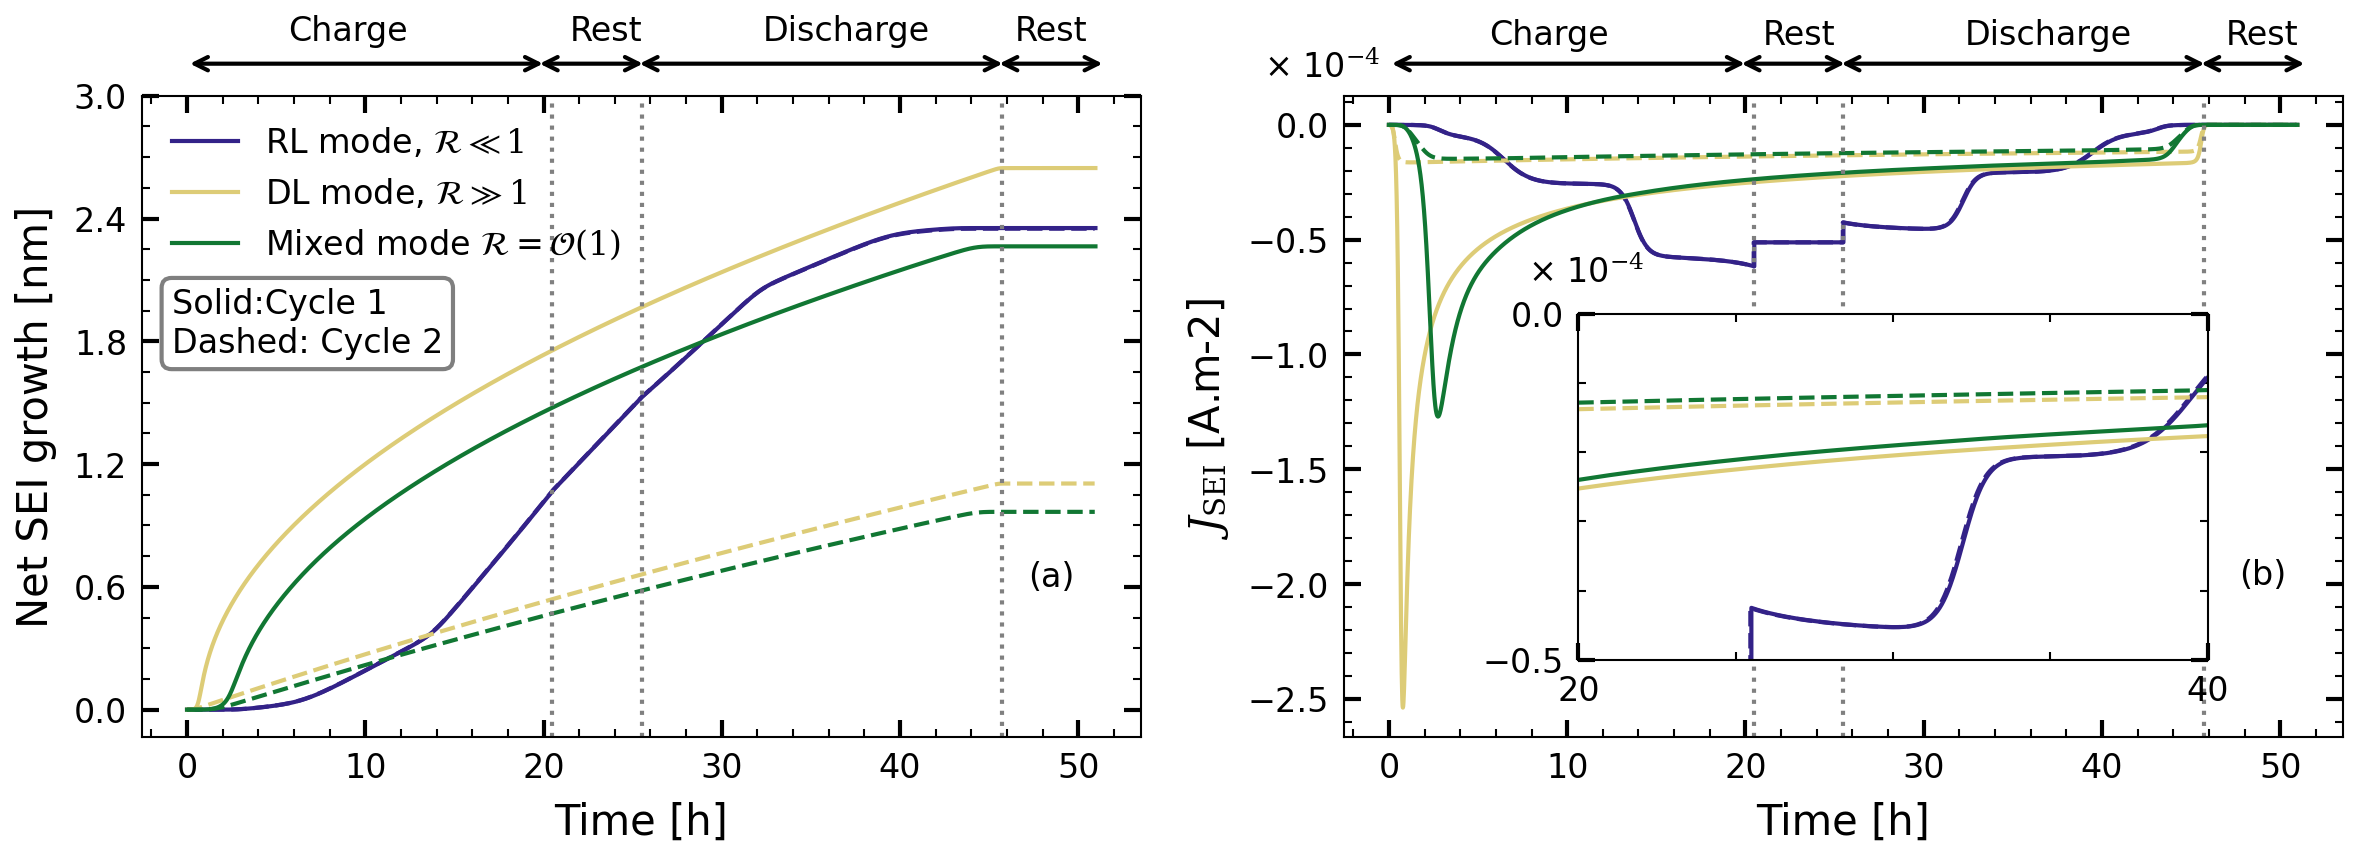 Charge Rest Discharge Rest
3.0
2.4
1.8
1.2
0.6
0.0
Net SEI growth [nm]
RL mode, ℛ ≪ 1
DL mode, ℛ ≫ 1
Mixed mode ℛ = 𝒪(1)
Solid:Cycle 1
Dashed: Cycle 2
(a)
0 10 20 30 40 50
Time [h]
Charge Rest Discharge Rest
× 10⁻⁴
0.0
−0.5
−1.0
−1.5
−2.0
−2.5
J_SEI [A.m-2]
× 10⁻⁴
0.0
−0.5
20 40
(b)
0 10 20 30 40 50
Time [h]